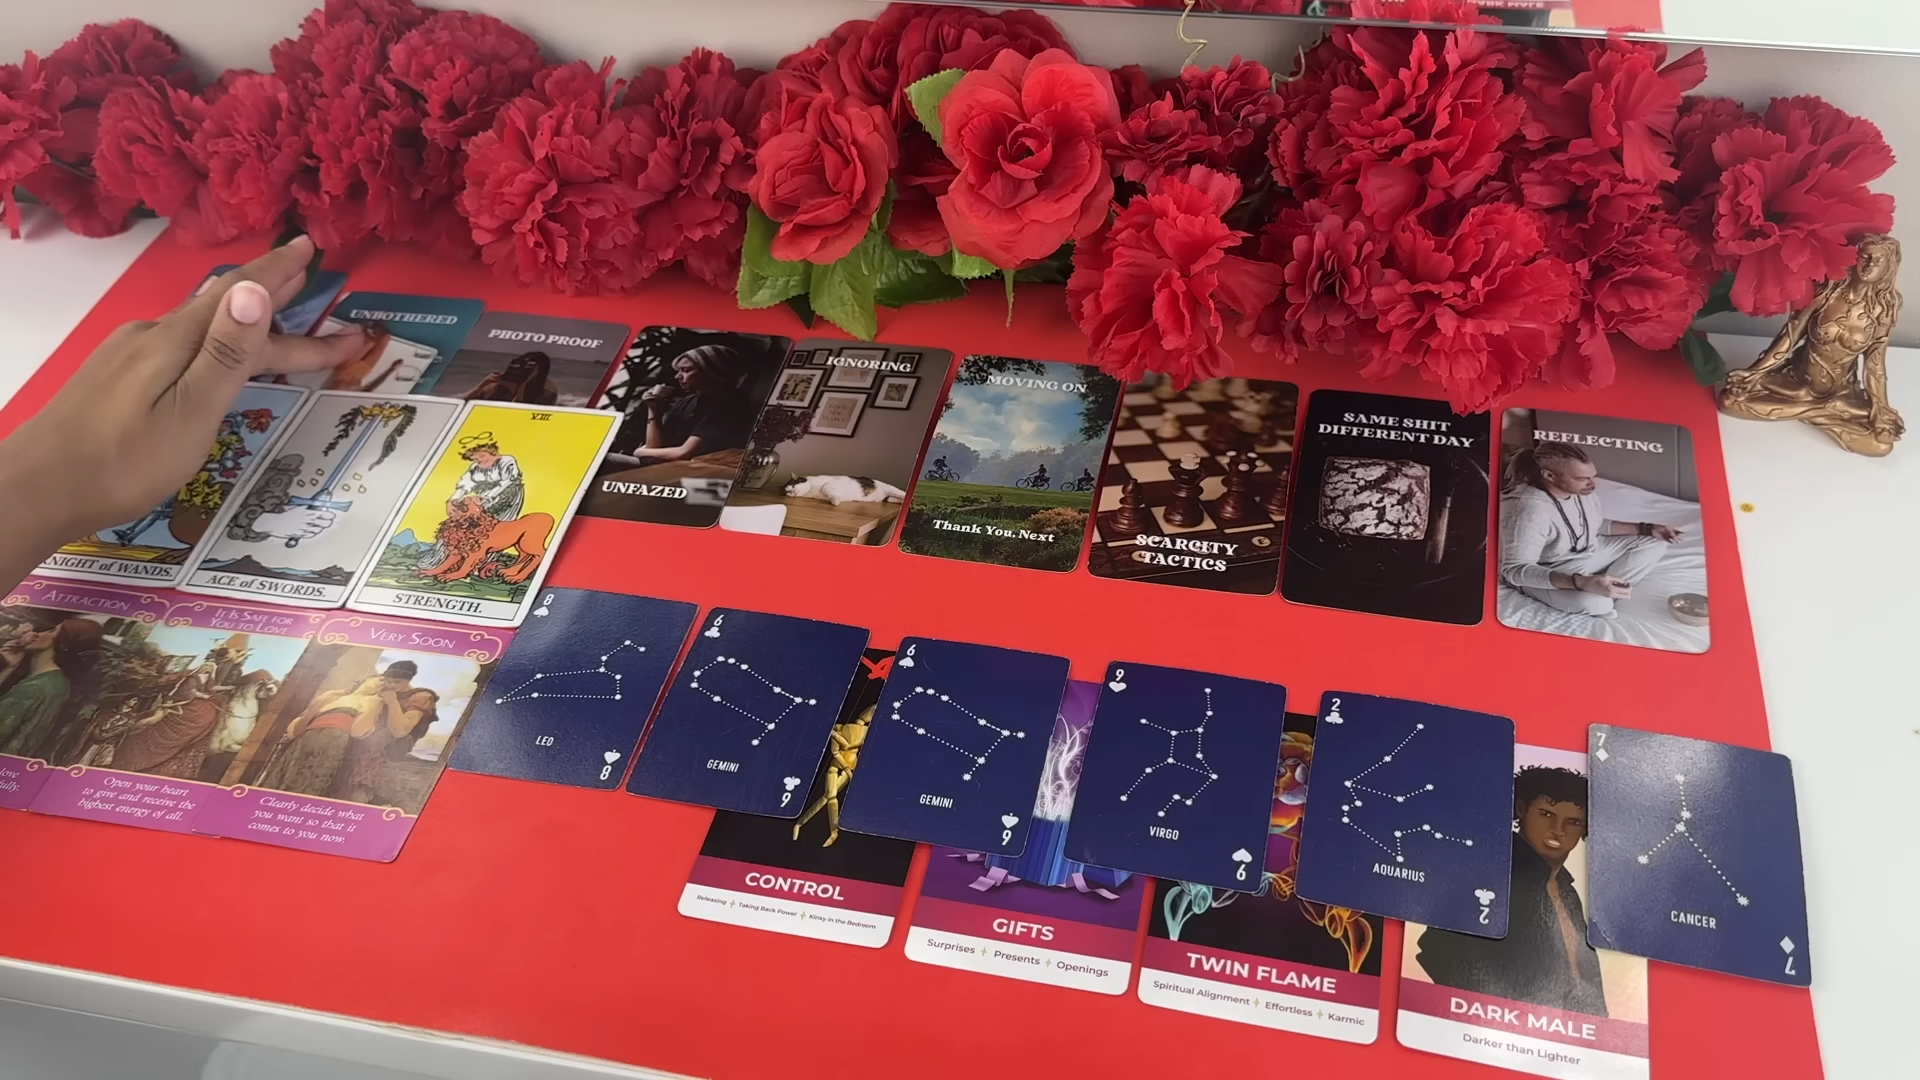 UNBOTHERED
PHOTO PROOF
UNFAZED
IGNORING
MOVING ON
Thank You, Next
SCARCITY
TACTICS
SAME SHIT
DIFFERENT DAY
REFLECTING
KNIGHT of WANDS.
ACE of SWORDS.
VIII
STRENGTH.
ATTRACTION
love
fully.
IT IS SAFE FOR
YOU TO LOVE
Open your heart
to give and receive the
highest energy of all.
VERY SOON
Clearly decide what
you want so that it
comes to you now.
8
LEO
8
6
GEMINI
6
6
GEMINI
6
9
VIRGO
9
2
AQUARIUS
2
7
CANCER
7
CONTROL
Releasing + Taking Back Power + Kinky in the Bedroom
GIFTS
Surprises + Presents + Openings
TWIN FLAME
Spiritual Alignment + Effortless + Karmic
DARK MALE
Darker than Lighter